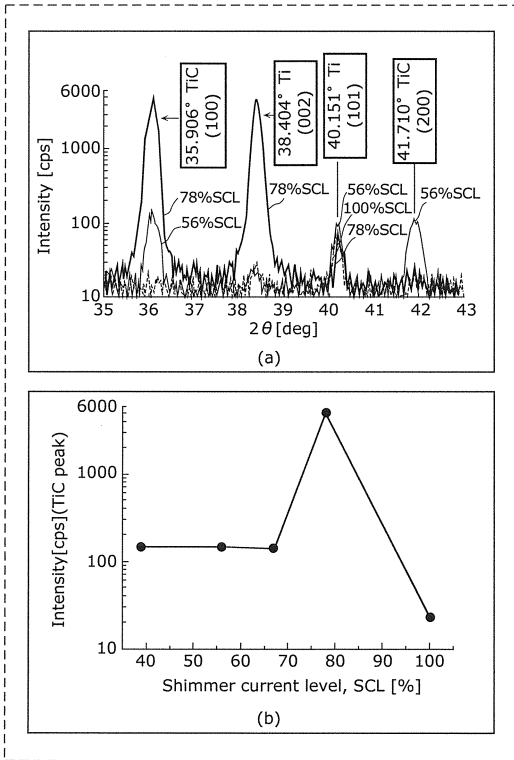 6000
1000
100
10
Intensity [cps]
35.906° TiC
(100)
38.404° Ti
(002)
40.151° Ti
(101)
41.710° TiC
(200)
78%SCL
56%SCL
78%SCL
56%SCL
100%SCL
78%SCL
56%SCL
35 36 37 38 39 40 41 42 43
2θ [deg]
(a)
6000
1000
100
10
Intensity[cps](TiC peak)
40 50 60 70 80 90 100
Shimmer current level, SCL [%]
(b)